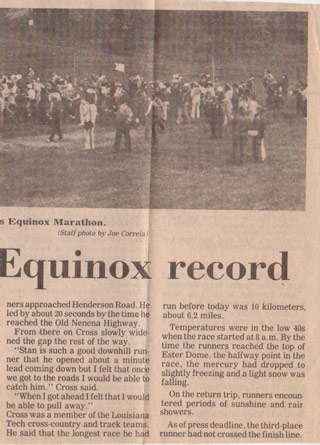 s Equinox Marathon.
(Staff photo by Joe Correia)
Equinox record
ners approached Henderson Road. He
led by about 20 seconds by the time he
reached the Old Nenena Highway.
From there on Cross slowly wide-
ned the gap the rest of the way.
"Stan is such a good downhill run-
ner that he opened about a minute
lead coming down but I felt that once
we got to the roads I would be able to
catch him." Cross said.
"When I got ahead I felt that I would
be able to pull away."
Cross was a member of the Louisiana
Tech cross-country and track teams.
He said that the longest race he had
run before today was 10 kilometers,
about 6.2 miles.
Temperatures were in the low 40s
when the race started at 8 a.m. By the
time the runners reached the top of
Ester Dome, the halfway point in the
race, the mercury had dropped to
slightly freezing and a light snow was
falling.
On the return trip, runners encoun-
tered periods of sunshine and rain
showers.
As of press deadline, the third-place
runner had not crossed the finish line.